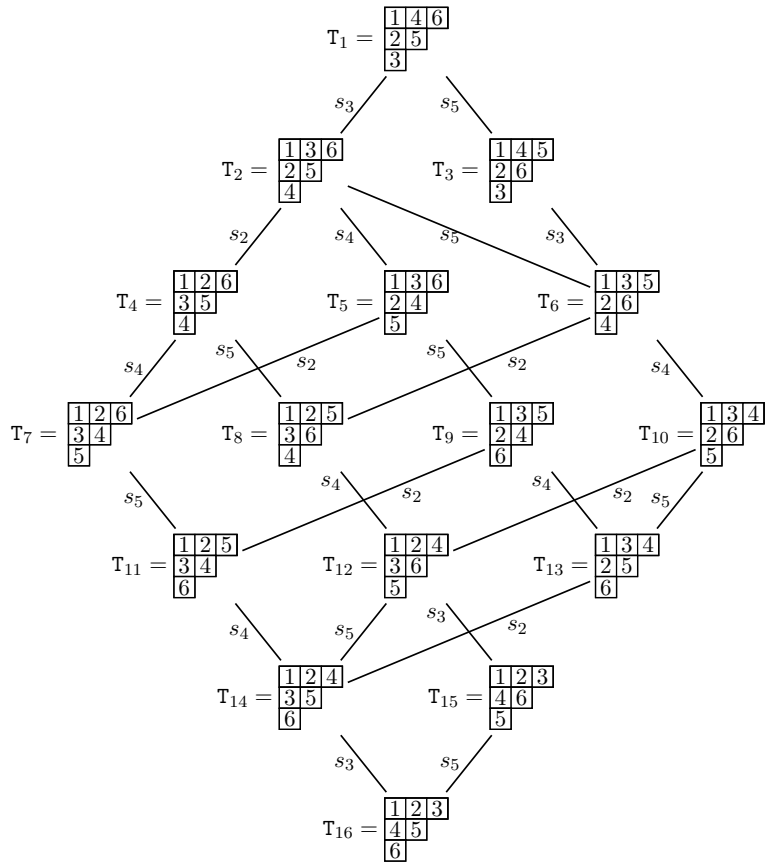 T₁ = 1 4 6
2 5
3
s₃ s₅
T₂ = 1 3 6
2 5
4
T₃ = 1 4 5
2 6
3
s₂ s₄ s₅ s₃
T₄ = 1 2 6
3 5
4
T₅ = 1 3 6
2 4
5
T₆ = 1 3 5
2 6
4
s₄ s₅ s₂ s₅ s₂ s₄
T₇ = 1 2 6
3 4
5
T₈ = 1 2 5
3 6
4
T₉ = 1 3 5
2 4
6
T₁₀ = 1 3 4
2 6
5
s₅ s₄ s₂ s₄ s₂ s₅
T₁₁ = 1 2 5
3 4
6
T₁₂ = 1 2 4
3 6
5
T₁₃ = 1 3 4
2 5
6
s₄ s₅ s₃ s₂
T₁₄ = 1 2 4
3 5
6
T₁₅ = 1 2 3
4 6
5
s₃ s₅
T₁₆ = 1 2 3
4 5
6